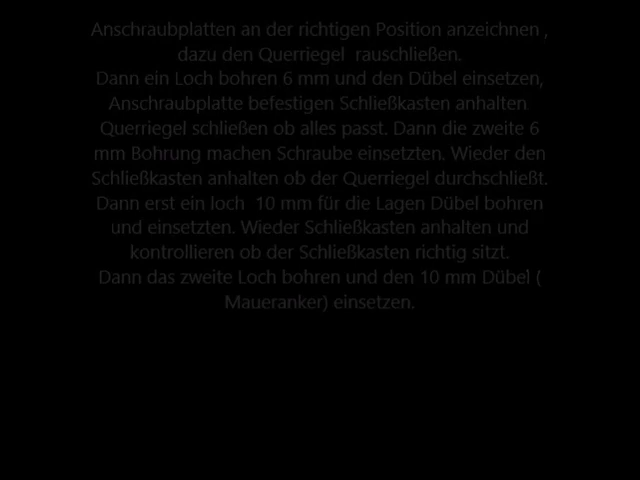 Anschraubplatten an der richtigen Position anzeichnen ,
dazu den Querriegel rauschließen.
Dann ein Loch bohren 6 mm und den Dübel einsetzen,
Anschraubplatte befestigen Schließkasten anhalten
Querriegel schließen ob alles passt. Dann die zweite 6
mm Bohrung machen Schraube einsetzten. Wieder den
Schließkasten anhalten ob der Querriegel durchschließt.
Dann erst ein loch 10 mm für die Lagen Dübel bohren
und einsetzten. Wieder Schließkasten anhalten und
kontrollieren ob der Schließkasten richtig sitzt.
Dann das zweite Loch bohren und den 10 mm Dübel (
Maueranker) einsetzen.